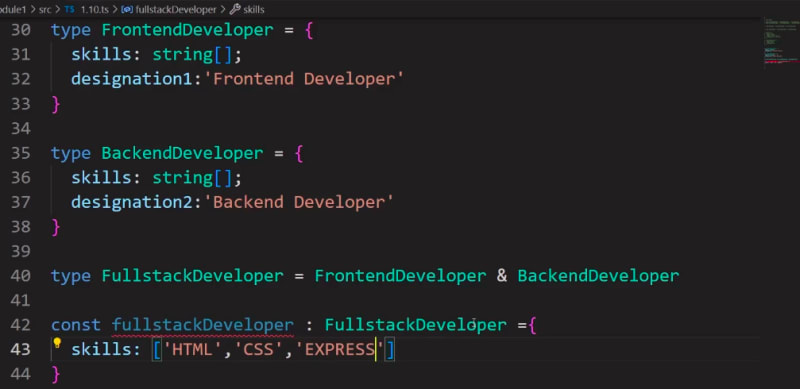 odule1 > src > TS 1.10.ts > fullstackDeveloper > skills
30 type FrontendDeveloper = {
31 skills: string[];
32 designation1:'Frontend Developer'
33 }
34
35 type BackendDeveloper = {
36 skills: string[];
37 designation2:'Backend Developer'
38 }
39
40 type FullstackDeveloper = FrontendDeveloper & BackendDeveloper
41
42 const fullstackDeveloper : FullstackDeveloper ={
43 skills: ['HTML','CSS','EXPRESS']
44 }